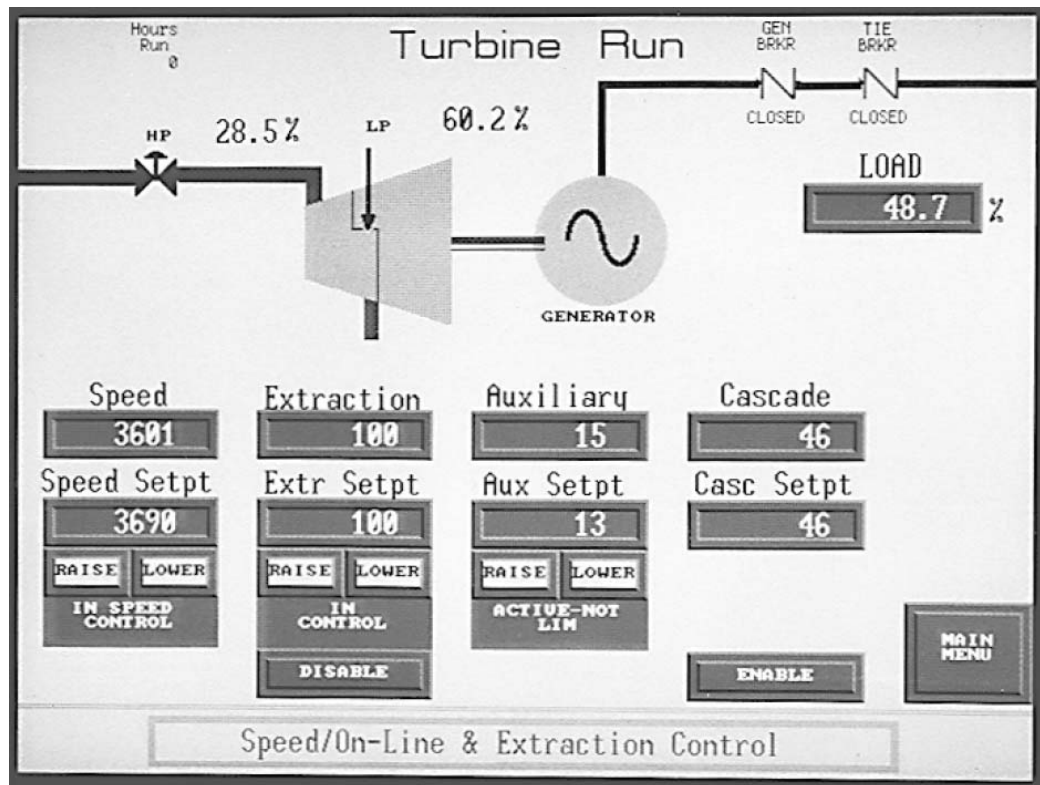 Hours
Run
0
Turbine Run
GEN
BRKR
TIE
BRKR
CLOSED
CLOSED
HP
28.5%
LP
60.2%
LOAD
48.7 %
GENERATOR
Speed
Extraction
Auxiliary
Cascade
3601
100
15
46
Speed Setpt
Extr Setpt
Aux Setpt
Casc Setpt
3690
100
13
46
RAISE LOWER
RAISE LOWER
RAISE LOWER
IN SPEED
CONTROL
IN
CONTROL
ACTIVE-NOT
LIM
DISABLE
ENABLE
MAIN
MENU
Speed/On-Line & Extraction Control